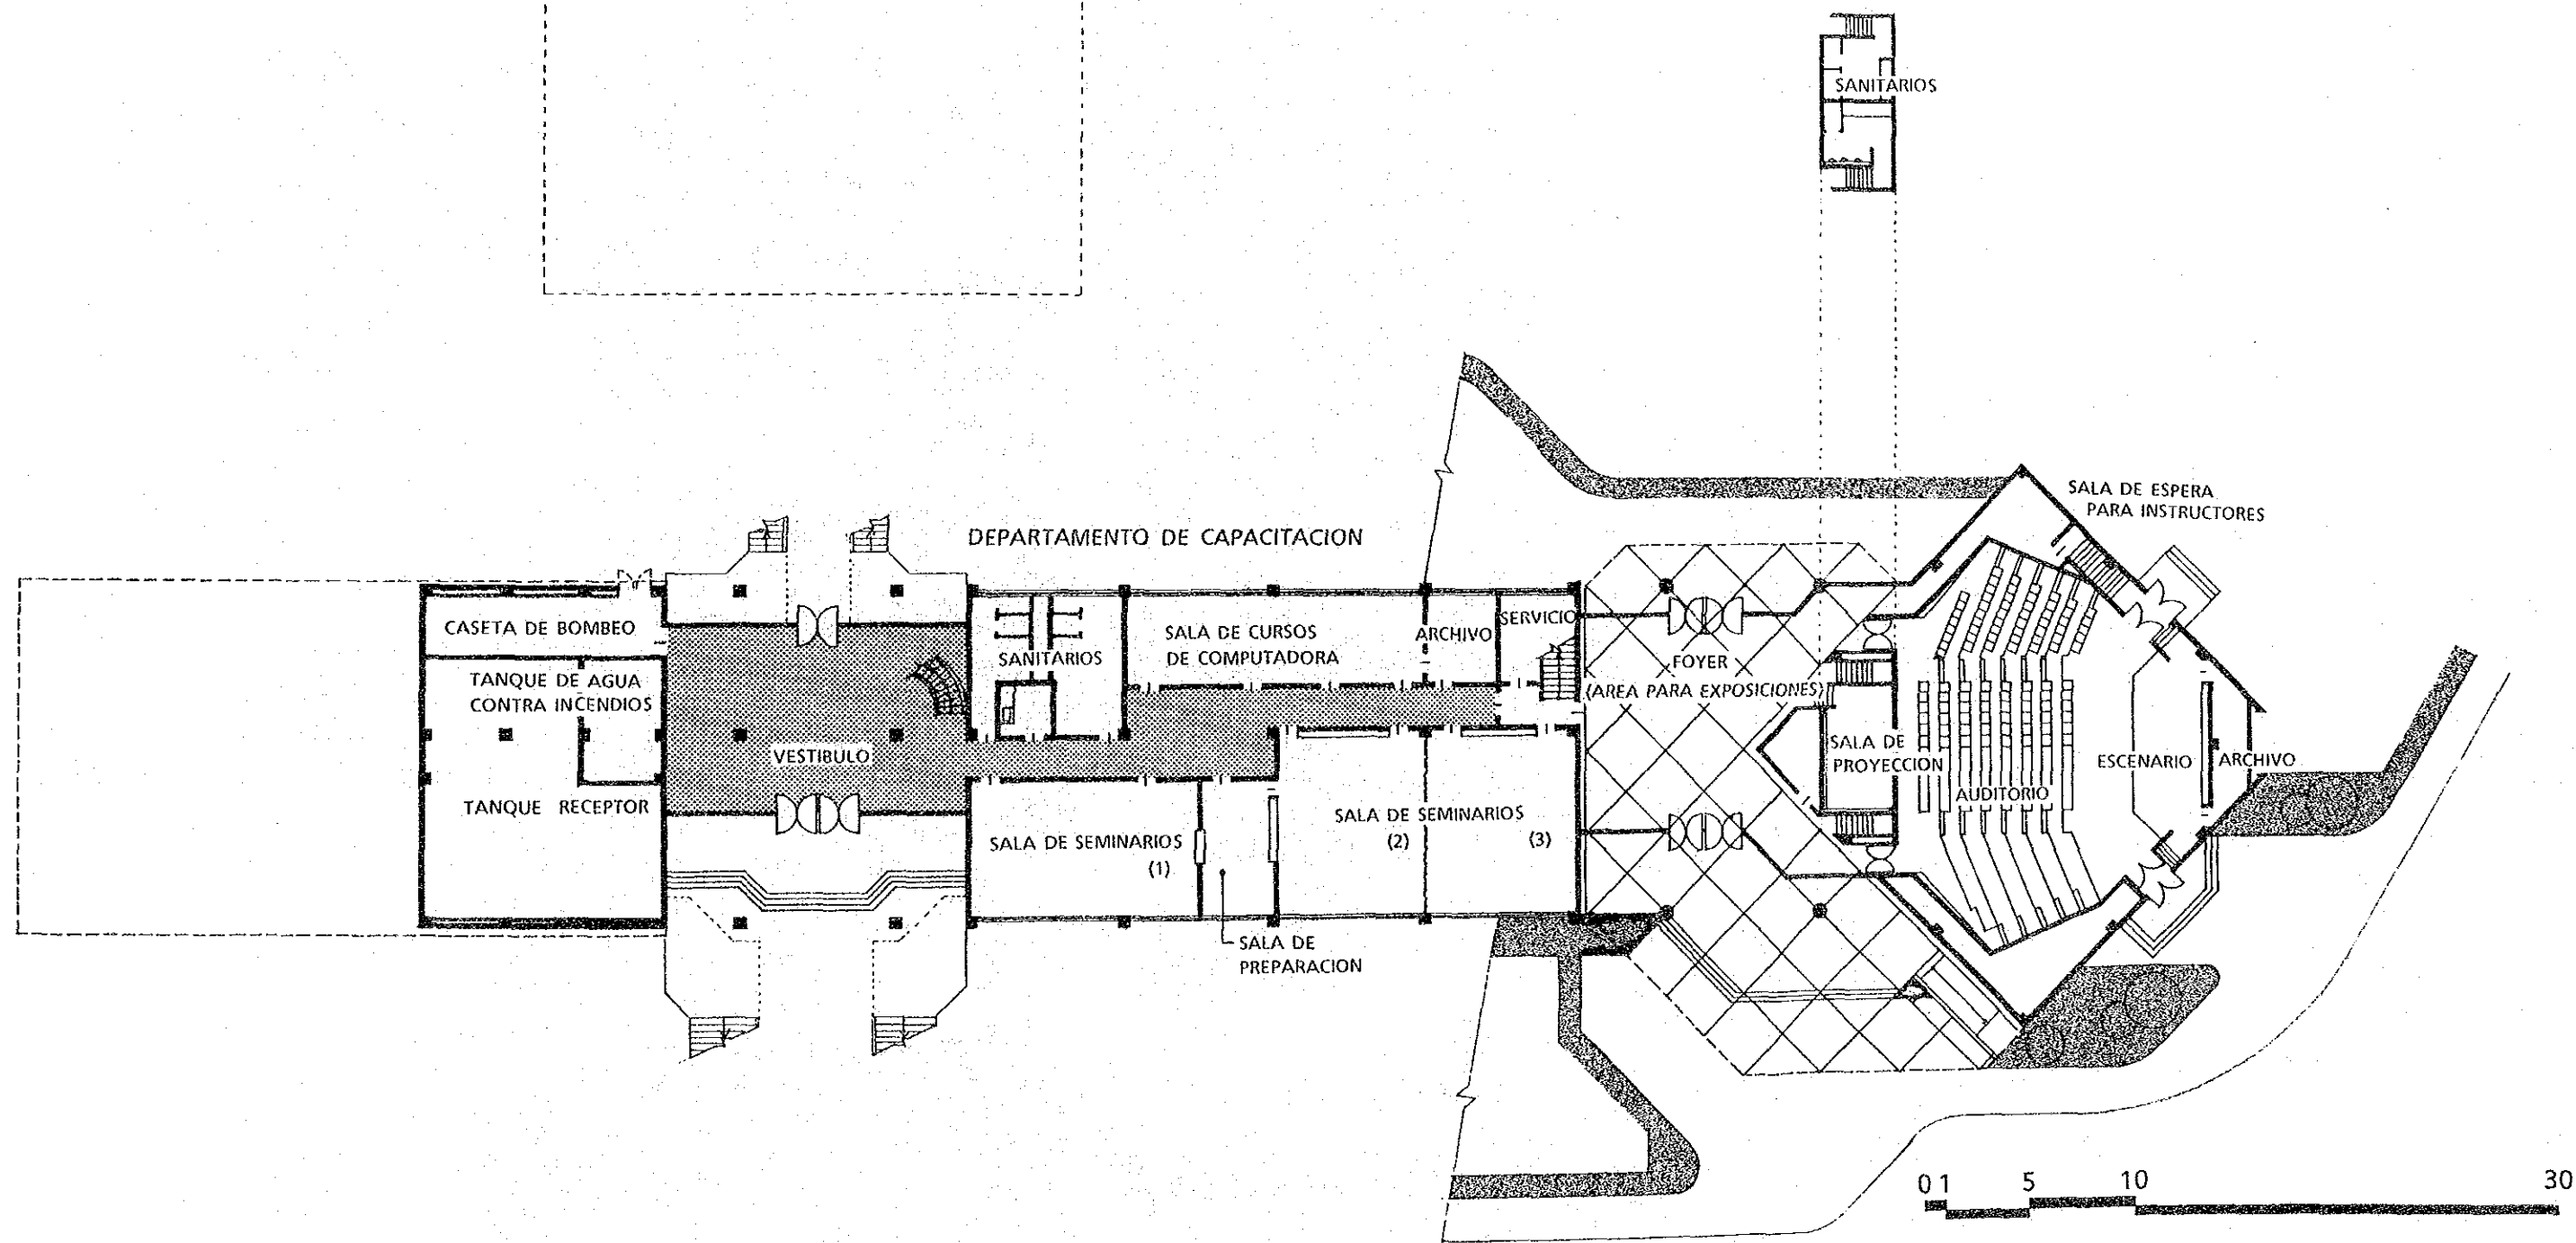 SANITARIOS
SALA DE ESPERA
PARA INSTRUCTORES
DEPARTAMENTO DE CAPACITACION
CASETA DE BOMBEO
TANQUE DE AGUA
CONTRA INCENDIOS
TANQUE RECEPTOR
VESTIBULO
SANITARIOS
SALA DE CURSOS
DE COMPUTADORA
ARCHIVO
SERVICIO
SALA DE SEMINARIOS
(1)
SALA DE
PREPARACION
SALA DE SEMINARIOS
(2)
(3)
FOYER
(AREA PARA EXPOSICIONES)
SALA DE
PROYECCION
AUDITORIO
ESCENARIO
ARCHIVO
0 1 5 10 30